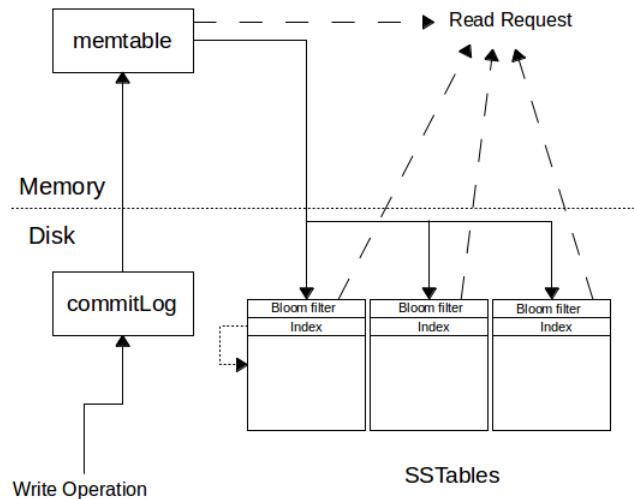 memtable
Read Request
Memory
Disk
commitLog
Bloom filter
Bloom filter
Bloom filter
Index
Index
Index
SSTables
Write Operation